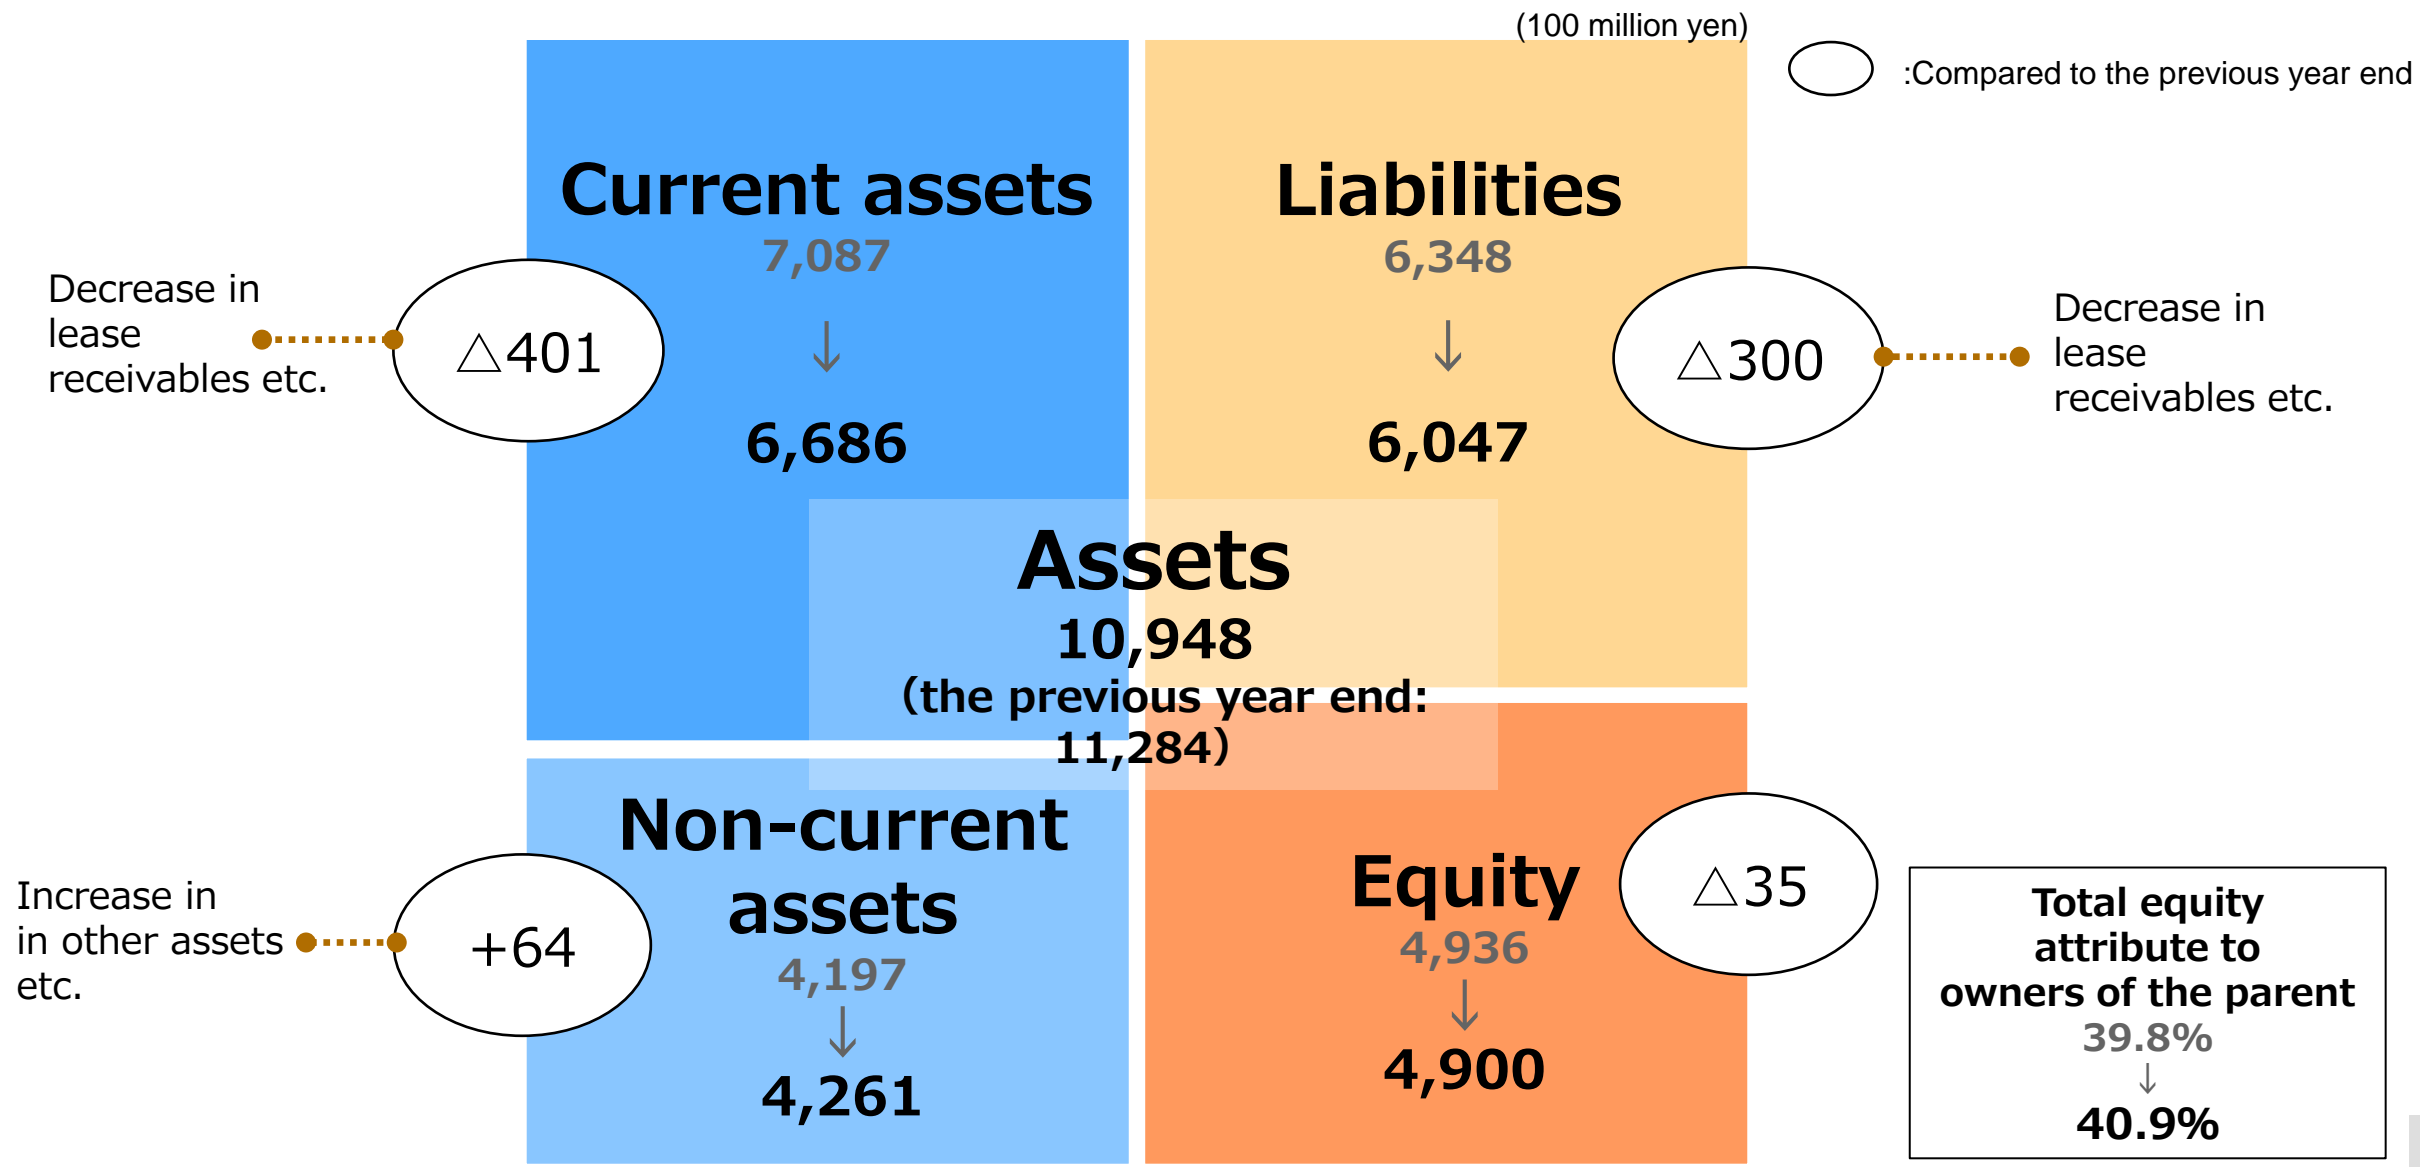 (100 million yen)
:Compared to the previous year end
Current assets
7,087
↓
6,686
Decrease in
lease
receivables etc.
△401
Liabilities
6,348
↓
6,047
△300
Decrease in
lease
receivables etc.
Assets
10,948
(the previous year end:
11,284)
Non-current
assets
4,197
↓
4,261
Increase in
in other assets
etc.
+64
Equity
4,936
↓
4,900
△35
Total equity
attribute to
owners of the parent
39.8%
↓
40.9%